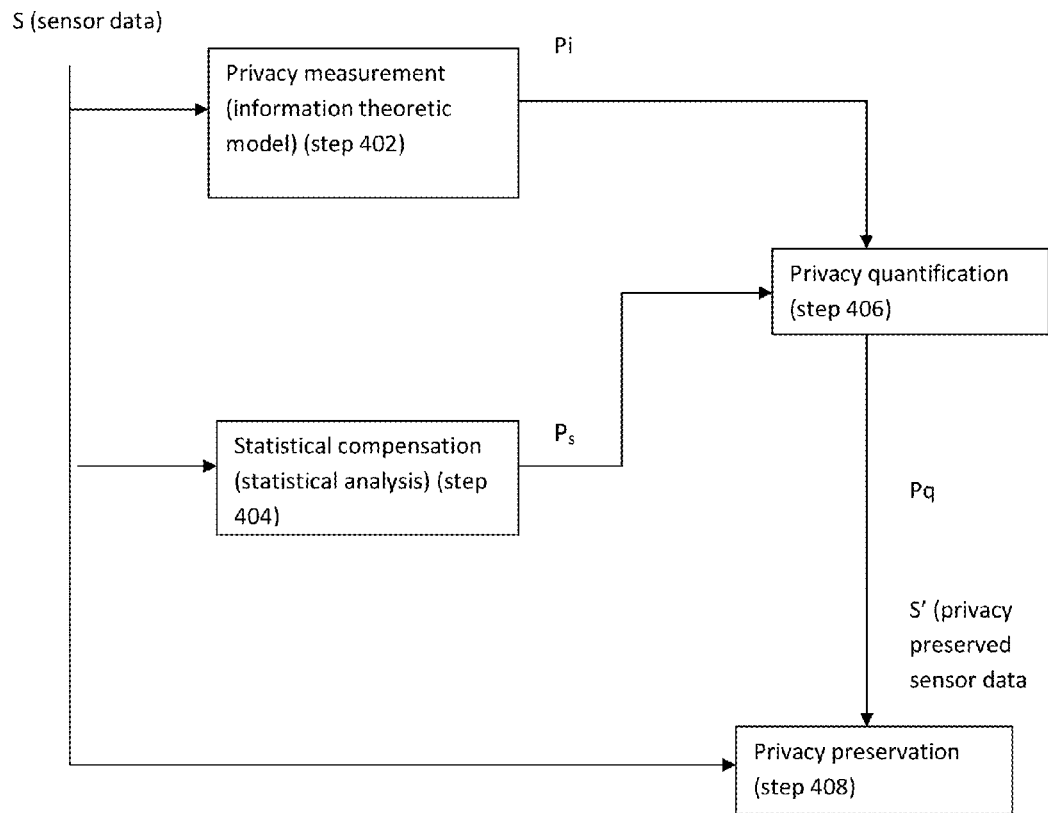 S (sensor data)
Pi
Privacy measurement
(information theoretic
model) (step 402)
Privacy quantification
(step 406)
Statistical compensation
(statistical analysis) (step
404)
Ps
Pq
S’ (privacy
preserved
sensor data
Privacy preservation
(step 408)